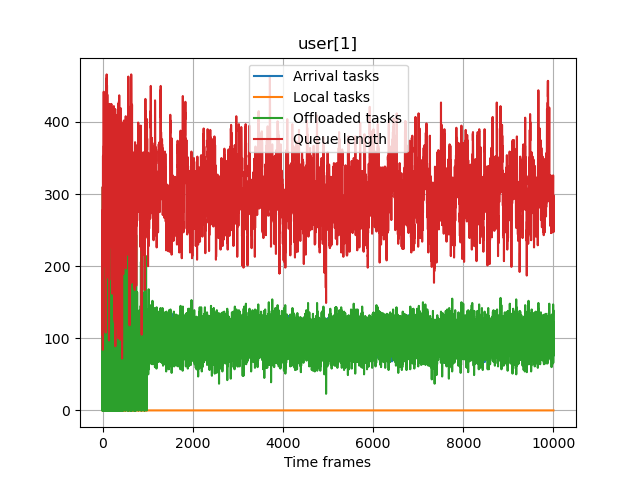 user[1]
Arrival tasks
Local tasks
Offloaded tasks
Queue length
400
300
200
100
0
0 2000 4000 6000 8000 10000
Time frames